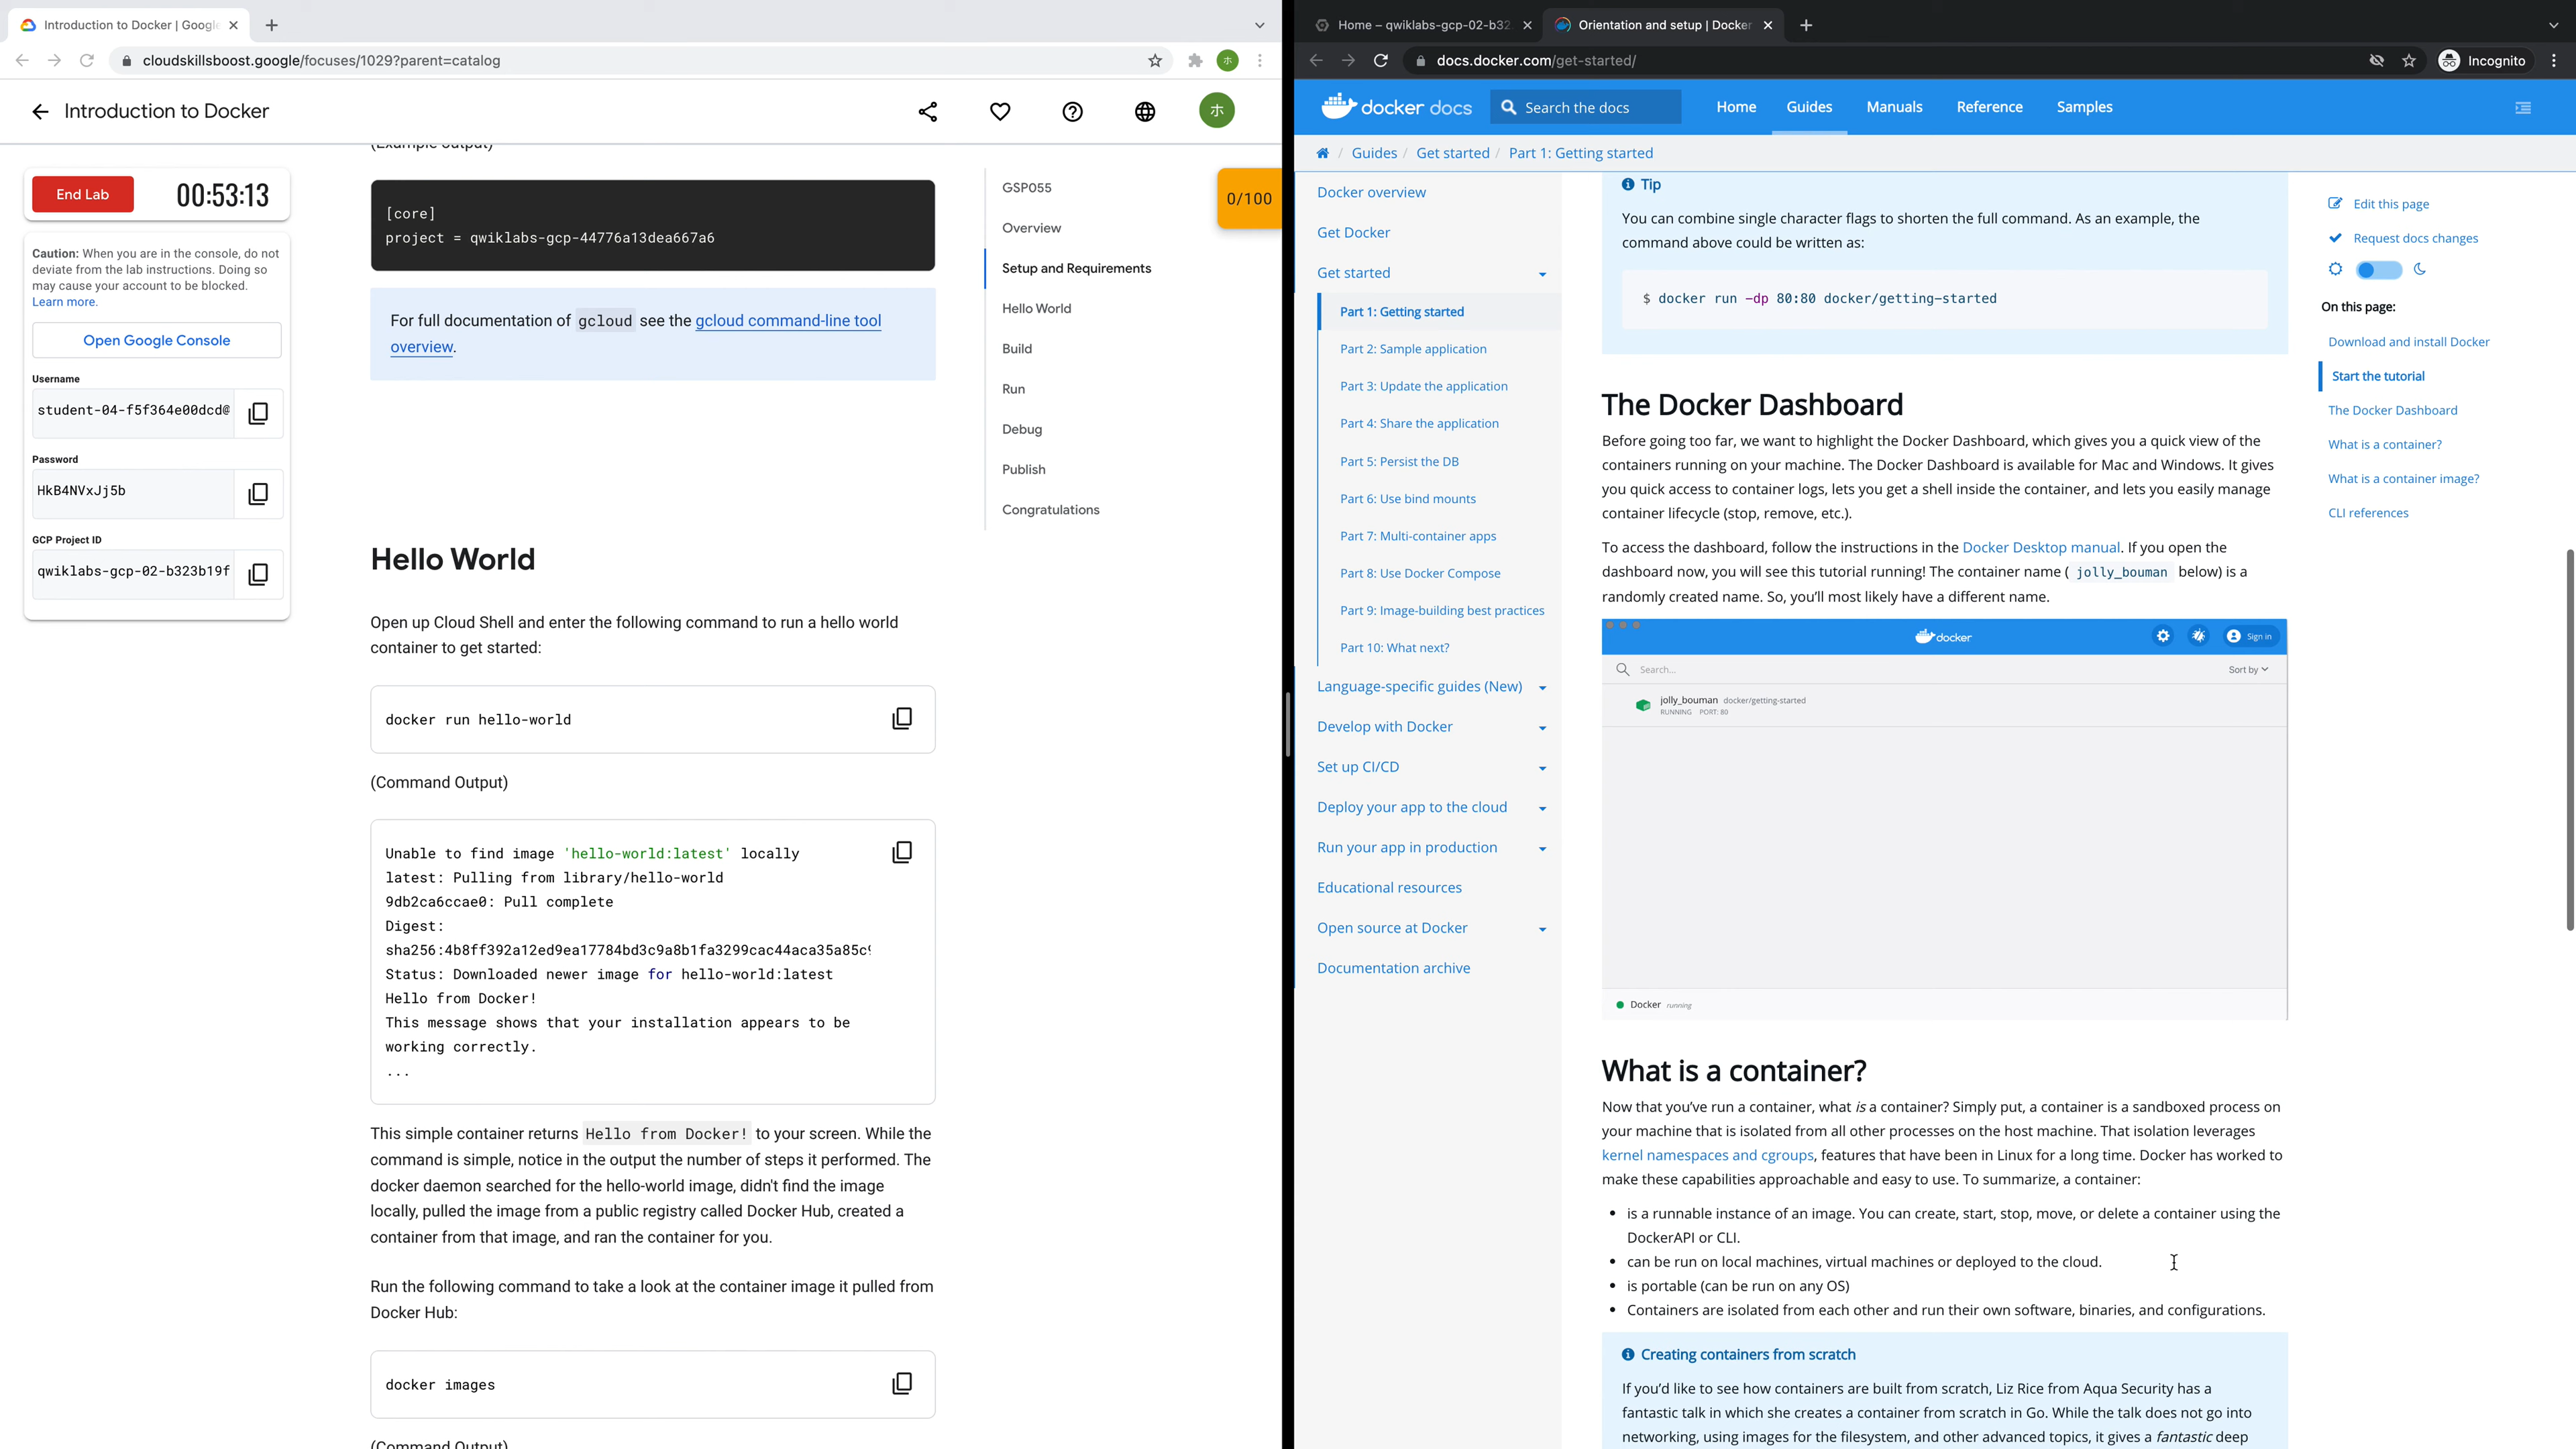 Introduction to Docker | Google
cloudskillsboost.google/focuses/1029?parent=catalog
ホ
Introduction to Docker
ホ
End Lab
00:53:13
Caution: When you are in the console, do not
deviate from the lab instructions. Doing so
may cause your account to be blocked.
Learn more.
Open Google Console
Username
student-04-f5f364e00dcd@
Password
HkB4NVxJj5b
GCP Project ID
qwiklabs-gcp-02-b323b19f
(Example output)
[core]
project = qwiklabs-gcp-44776a13dea667a6
For full documentation of gcloud see the gcloud command-line tool
overview.
Hello World
Open up Cloud Shell and enter the following command to run a hello world
container to get started:
docker run hello-world
(Command Output)
Unable to find image 'hello-world:latest' locally
latest: Pulling from library/hello-world
9db2ca6ccae0: Pull complete
Digest:
sha256:4b8ff392a12ed9ea17784bd3c9a8b1fa3299cac44aca35a85c9
Status: Downloaded newer image for hello-world:latest
Hello from Docker!
This message shows that your installation appears to be
working correctly.
...
This simple container returns Hello from Docker! to your screen. While the
command is simple, notice in the output the number of steps it performed. The
docker daemon searched for the hello-world image, didn't find the image
locally, pulled the image from a public registry called Docker Hub, created a
container from that image, and ran the container for you.
Run the following command to take a look at the container image it pulled from
Docker Hub:
docker images
(Command Output)
GSP055
Overview
Setup and Requirements
Hello World
Build
Run
Debug
Publish
Congratulations
0/100
Home – qwiklabs-gcp-02-b32
Orientation and setup | Docker
docs.docker.com/get-started/
Incognito
docker docs
Search the docs
Home
Guides
Manuals
Reference
Samples
/ Guides / Get started / Part 1: Getting started
Docker overview
Get Docker
Get started
Part 1: Getting started
Part 2: Sample application
Part 3: Update the application
Part 4: Share the application
Part 5: Persist the DB
Part 6: Use bind mounts
Part 7: Multi-container apps
Part 8: Use Docker Compose
Part 9: Image-building best practices
Part 10: What next?
Language-specific guides (New)
Develop with Docker
Set up CI/CD
Deploy your app to the cloud
Run your app in production
Educational resources
Open source at Docker
Documentation archive
Tip
You can combine single character flags to shorten the full command. As an example, the
command above could be written as:
$ docker run -dp 80:80 docker/getting-started
The Docker Dashboard
Before going too far, we want to highlight the Docker Dashboard, which gives you a quick view of the
containers running on your machine. The Docker Dashboard is available for Mac and Windows. It gives
you quick access to container logs, lets you get a shell inside the container, and lets you easily manage
container lifecycle (stop, remove, etc.).
To access the dashboard, follow the instructions in the Docker Desktop manual. If you open the
dashboard now, you will see this tutorial running! The container name ( jolly_bouman below) is a
randomly created name. So, you'll most likely have a different name.
docker
Sign in
Search...
Sort by
jolly_bouman docker/getting-started
RUNNING PORT: 80
Docker running
What is a container?
Now that you've run a container, what is a container? Simply put, a container is a sandboxed process on
your machine that is isolated from all other processes on the host machine. That isolation leverages
kernel namespaces and cgroups, features that have been in Linux for a long time. Docker has worked to
make these capabilities approachable and easy to use. To summarize, a container:
• is a runnable instance of an image. You can create, start, stop, move, or delete a container using the
DockerAPI or CLI.
• can be run on local machines, virtual machines or deployed to the cloud.
• is portable (can be run on any OS)
• Containers are isolated from each other and run their own software, binaries, and configurations.
Creating containers from scratch
If you'd like to see how containers are built from scratch, Liz Rice from Aqua Security has a
fantastic talk in which she creates a container from scratch in Go. While the talk does not go into
networking, using images for the filesystem, and other advanced topics, it gives a fantastic deep
Edit this page
Request docs changes
On this page:
Download and install Docker
Start the tutorial
The Docker Dashboard
What is a container?
What is a container image?
CLI references